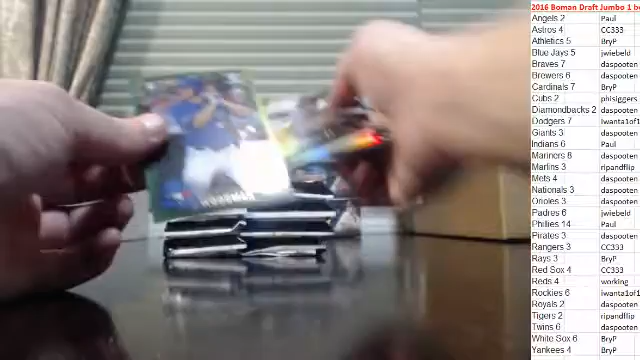 2016 Boman Draft Jumbo 1 b
Angels 2 Paul
Astros 4 CC333
Athletics 5 BryP
Blue Jays 5 jwiebeld
Braves 7 daspooten
Brewers 6 daspooten
Cardinals 7 BryP
Cubs 2 phisiggers
Diamondbacks 2 daspooten
Dodgers 7 iwanta1of1
Giants 3 daspooten
Indians 6 Paul
Mariners 8 daspooten
Marlins 3 ripandflip
Mets 4 daspooten
Nationals 3 daspooten
Orioles 3 daspooten
Padres 6 jwiebeld
Phillies 14 Paul
Pirates 3 daspooten
Rangers 3 CC333
Rays 3 BryP
Red Sox 4 CC333
Reds 4 working
Rockies 6 iwanta1of1
Royals 2 daspooten
Tigers 2 ripandflip
Twins 6 daspooten
White Sox 6 BryP
Yankees 4 BryP